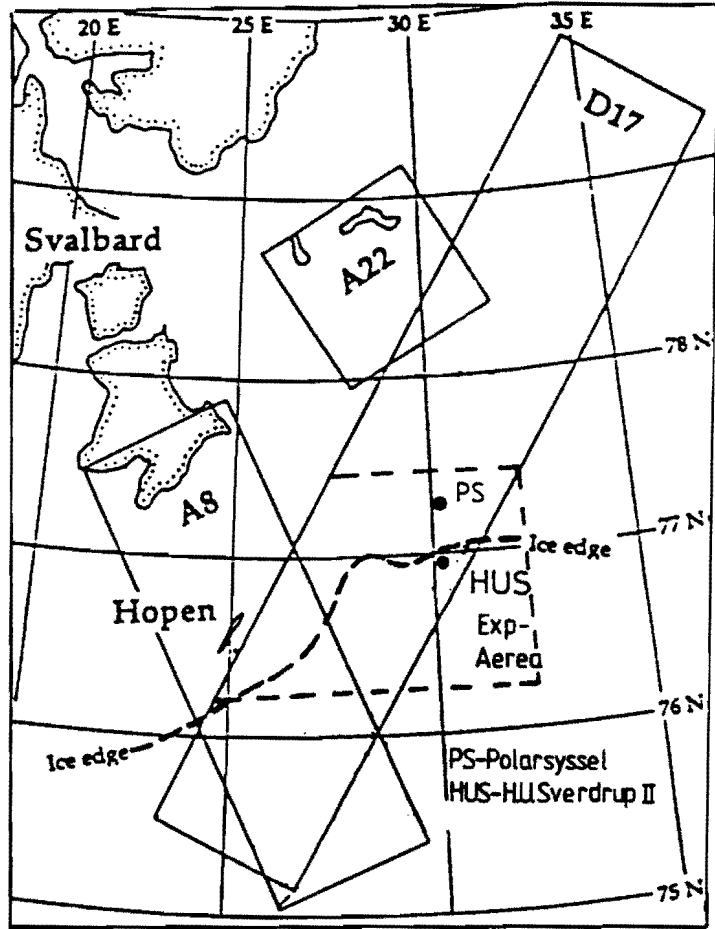 20 E
25 E
30 E
35 E
D17
Svalbard
A22
78 N
A8
PS
77 N
Ice edge
HUS
Hopen
Exp-
Aerea
76 N
Ice edge
PS-Polarsyssel
HUS-H.U.Sverdrup II
75 N